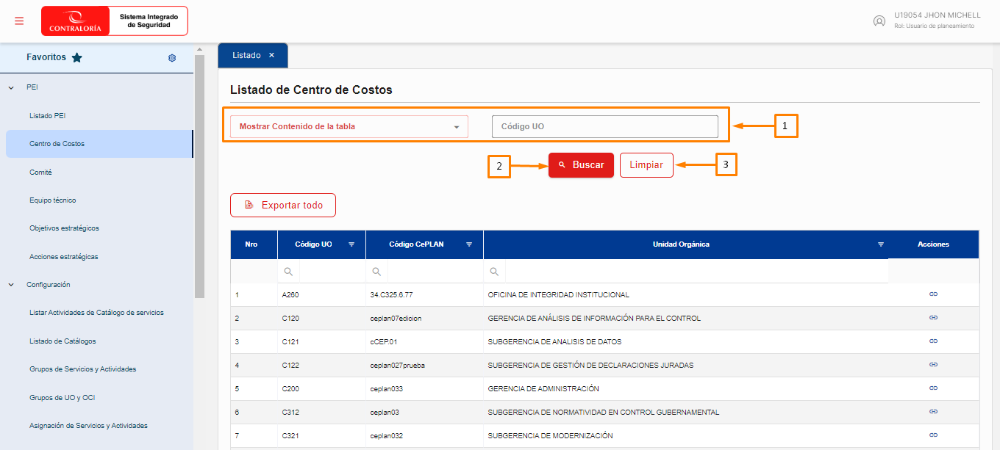 CONTRALORÍA
Sistema Integrado
de Seguridad
U19054 JHON MICHELL
Rol: Usuario de planeamiento
Favoritos
PEI
Listado PEI
Centro de Costos
Comité
Equipo técnico
Objetivos estratégicos
Acciones estratégicas
Configuración
Listar Actividades de Catálogo de servicios
Listado de Catálogos
Grupos de Servicios y Actividades
Grupos de UO y OCI
Asignación de Servicios y Actividades
Listado ×
Listado de Centro de Costos
Mostrar Contenido de la tabla Código UO 1
2 Buscar Limpiar 3
Exportar todo
Nro Código UO Código CePLAN Unidad Orgánica Acciones
1 A260 34.C325.6.77 OFICINA DE INTEGRIDAD INSTITUCIONAL
2 C120 ceplan07edicion GERENCIA DE ANÁLISIS DE INFORMACIÓN PARA EL CONTROL
3 C121 cCEP.01 SUBGERENCIA DE ANALISIS DE DATOS
4 C122 ceplan027prueba SUBGERENCIA DE GESTIÓN DE DECLARACIONES JURADAS
5 C200 ceplan033 GERENCIA DE ADMINISTRACIÓN
6 C312 ceplan03 SUBGERENCIA DE NORMATIVIDAD EN CONTROL GUBERNAMENTAL
7 C321 ceplan032 SUBGERENCIA DE MODERNIZACIÓN